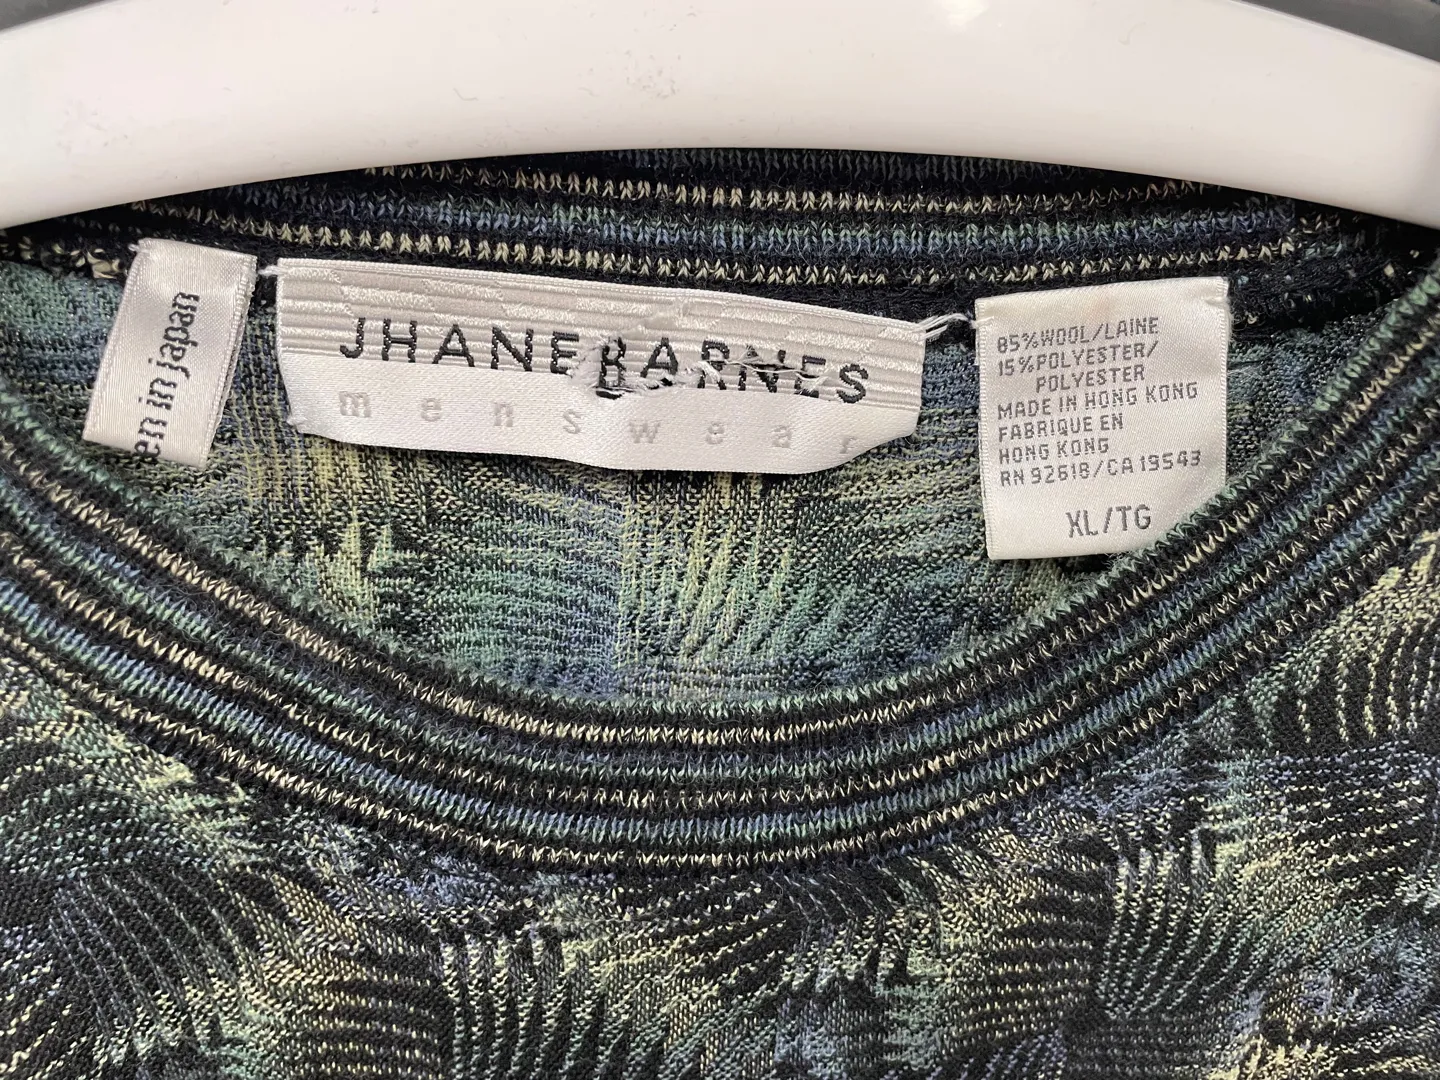 en in japan
JHANE BARNES
menswear
85%WOOL/LAINE
15%POLYESTER/
POLYESTER
MADE IN HONG KONG
FABRIQUE EN
HONG KONG
RN 92618/CA 19543
XL/TG